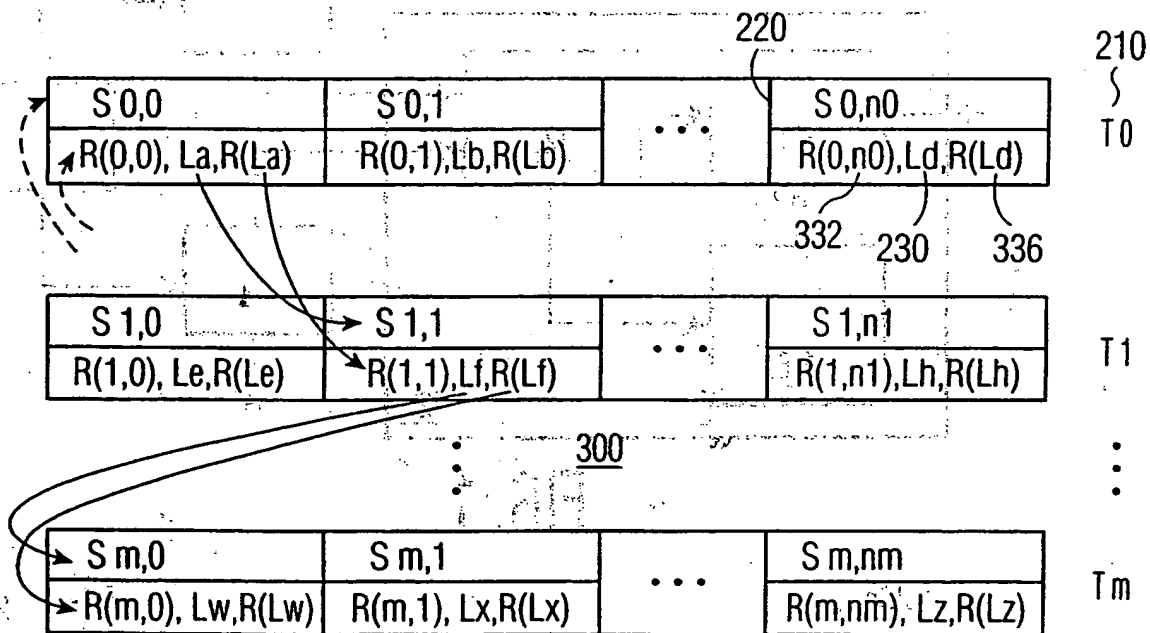 220
210
S 0,0 S 0,1 ... S 0,n0
T0
R(0,0), La,R(La) R(0,1),Lb,R(Lb) R(0,n0),Ld,R(Ld)
332 230 336
S 1,0 S 1,1 ... S 1,n1
T1
R(1,0), Le,R(Le) R(1,1),Lf,R(Lf) R(1,n1),Lh,R(Lh)
300
S m,0 S m,1 ... S m,nm
Tm
R(m,0), Lw,R(Lw) R(m,1), Lx,R(Lx) R(m,nm), Lz,R(Lz)